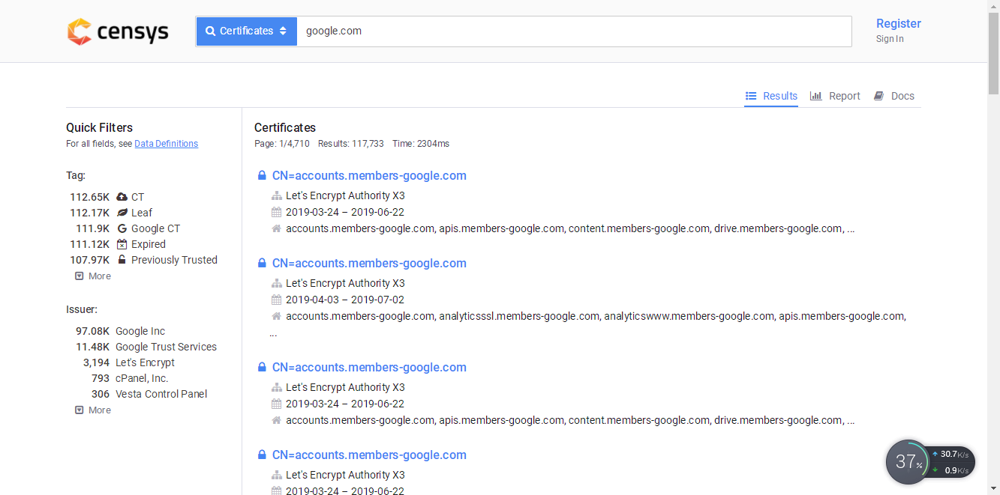 censys
Certificates
google.com
Register
Sign In
Results
Report
Docs
Quick Filters
For all fields, see Data Definitions
Tag:
112.65K CT
112.17K Leaf
111.9K Google CT
111.12K Expired
107.97K Previously Trusted
More
Issuer:
97.08K Google Inc
11.48K Google Trust Services
3,194 Let's Encrypt
793 cPanel, Inc.
306 Vesta Control Panel
More
Certificates
Page: 1/4,710 Results: 117,733 Time: 2304ms
CN=accounts.members-google.com
Let's Encrypt Authority X3
2019-03-24 – 2019-06-22
accounts.members-google.com, apis.members-google.com, content.members-google.com, drive.members-google.com, ...
CN=accounts.members-google.com
Let's Encrypt Authority X3
2019-04-03 – 2019-07-02
accounts.members-google.com, analyticsssl.members-google.com, analyticswww.members-google.com, apis.members-google.com,
...
CN=accounts.members-google.com
Let's Encrypt Authority X3
2019-03-24 – 2019-06-22
accounts.members-google.com, apis.members-google.com, content.members-google.com, drive.members-google.com, ...
CN=accounts.members-google.com
Let's Encrypt Authority X3
2019-03-24 – 2019-06-22
37%
30.7K/s
0.9K/s